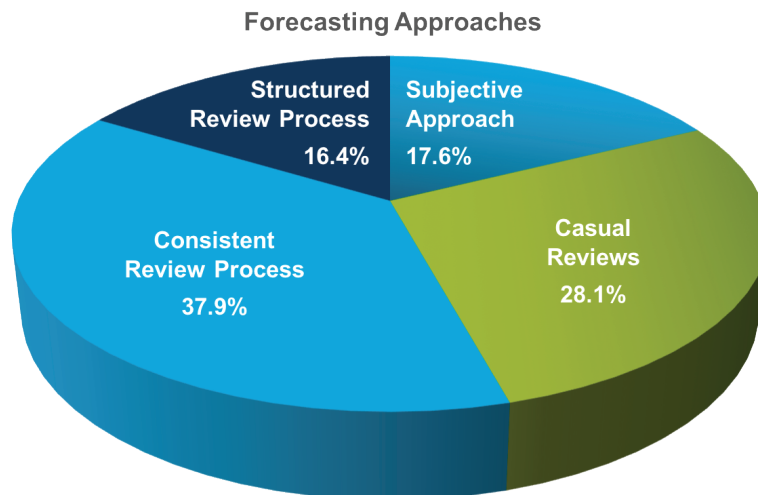 Forecasting Approaches
Structured
Review Process
16.4%
Subjective
Approach
17.6%
Casual
Reviews
28.1%
Consistent
Review Process
37.9%